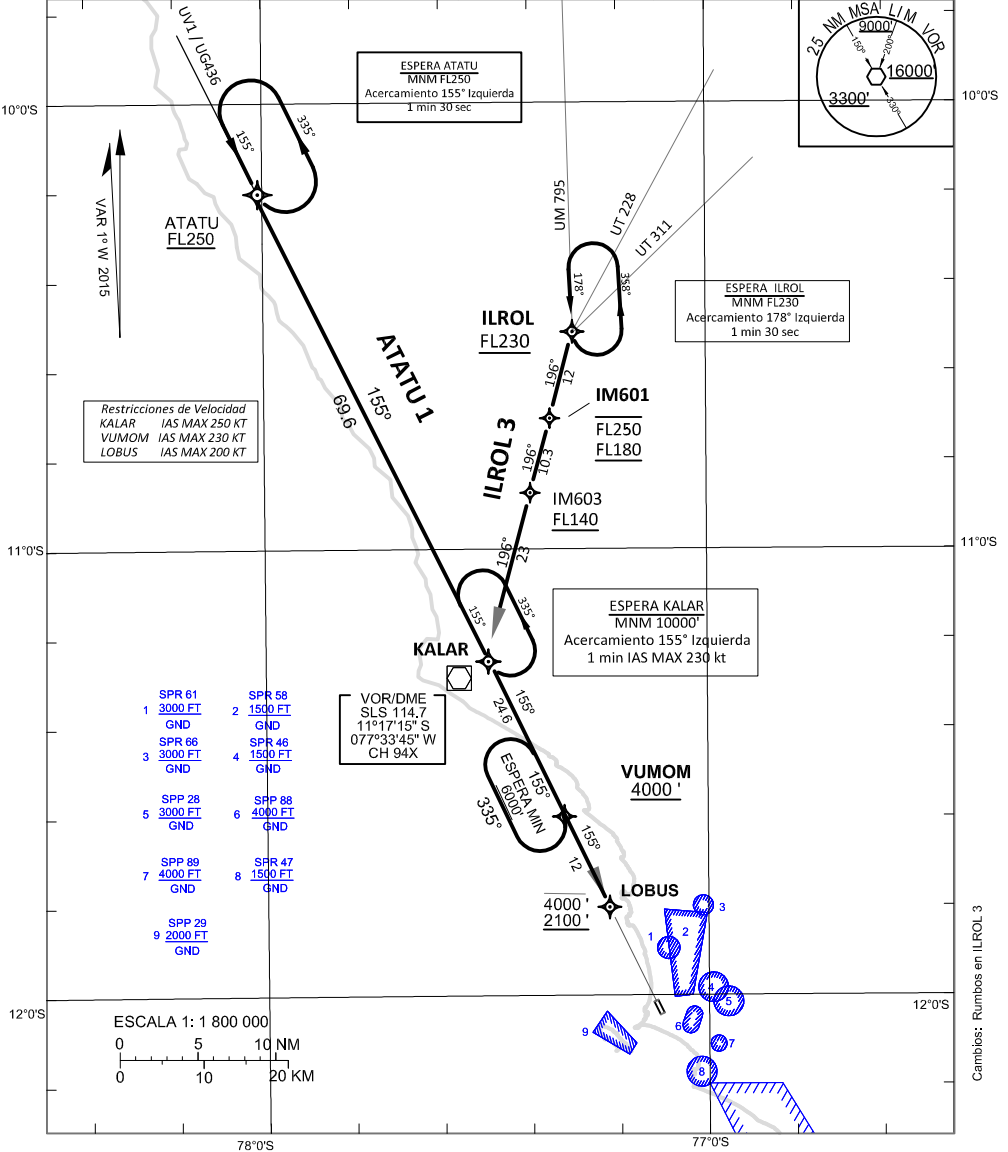 UV1 / UG436
155°
335°
ATATU
FL250
ESPERA ATATU
MNM FL250
Acercamiento 155° Izquierda
1 min 30 sec
25 NM MSA LIM VOR
9000'
150°
200°
16000'
3300'
330°
10°0'S
10°0'S
VAR 1° W 2015
UM 795
UT 228
UT 311
178°
358°
ILROL
FL230
ESPERA ILROL
MNM FL230
Acercamiento 178° Izquierda
1 min 30 sec
ATATU 1
155°
69.6
196°
12
IM601
FL250
FL180
ILROL 3
196°
10.3
IM603
FL140
196°
23
Restricciones de Velocidad
KALAR IAS MAX 250 KT
VUMOM IAS MAX 230 KT
LOBUS IAS MAX 200 KT
11°0'S
11°0'S
155°
335°
KALAR
ESPERA KALAR
MNM 10000'
Acercamiento 155° Izquierda
1 min IAS MAX 230 kt
VOR/DME
SLS 114.7
11°17'15" S
077°33'45" W
CH 94X
155°
24.6
155°
ESPERA MIN
6000'
335°
VUMOM
4000 '
155°
12
LOBUS
4000 '
2100 '
SPR 61
1 3000 FT
GND
SPR 58
2 1500 FT
GND
SPR 66
3 3000 FT
GND
SPR 46
4 1500 FT
GND
SPP 28
5 3000 FT
GND
SPP 88
6 4000 FT
GND
SPP 89
7 4000 FT
GND
SPR 47
8 1500 FT
GND
SPP 29
9 2000 FT
GND
1
2
3
4
5
6
7
8
9
12°0'S
12°0'S
ESCALA 1: 1 800 000
0 5 10 NM
0 10 20 KM
78°0'S
77°0'S
Cambios: Rumbos en ILROL 3